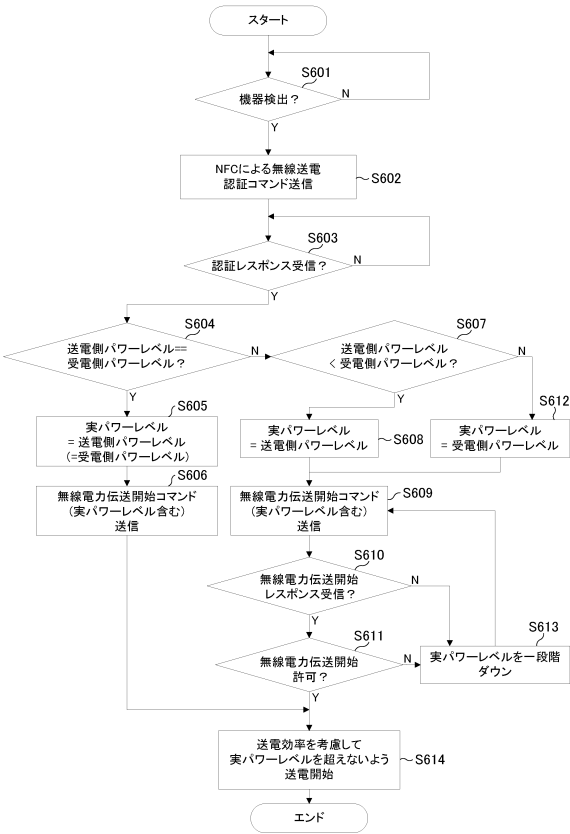 スタート
S601
機器検出？
N
Y
NFCによる無線送電
認証コマンド送信
S602
S603
認証レスポンス受信？
N
Y
S604
送電側パワーレベル==
受電側パワーレベル？
N
Y
S607
送電側パワーレベル
< 受電側パワーレベル？
N
Y
S605
実パワーレベル
= 送電側パワーレベル
(=受電側パワーレベル)
S608
実パワーレベル
= 送電側パワーレベル
S612
実パワーレベル
= 受電側パワーレベル
S606
無線電力伝送開始コマンド
(実パワーレベル含む)
送信
S609
無線電力伝送開始コマンド
(実パワーレベル含む)
送信
S610
無線電力伝送開始
レスポンス受信？
N
Y
S611
無線電力伝送開始
許可？
N
Y
S613
実パワーレベルを一段階
ダウン
送電効率を考慮して
実パワーレベルを超えないよう
送電開始
S614
エンド